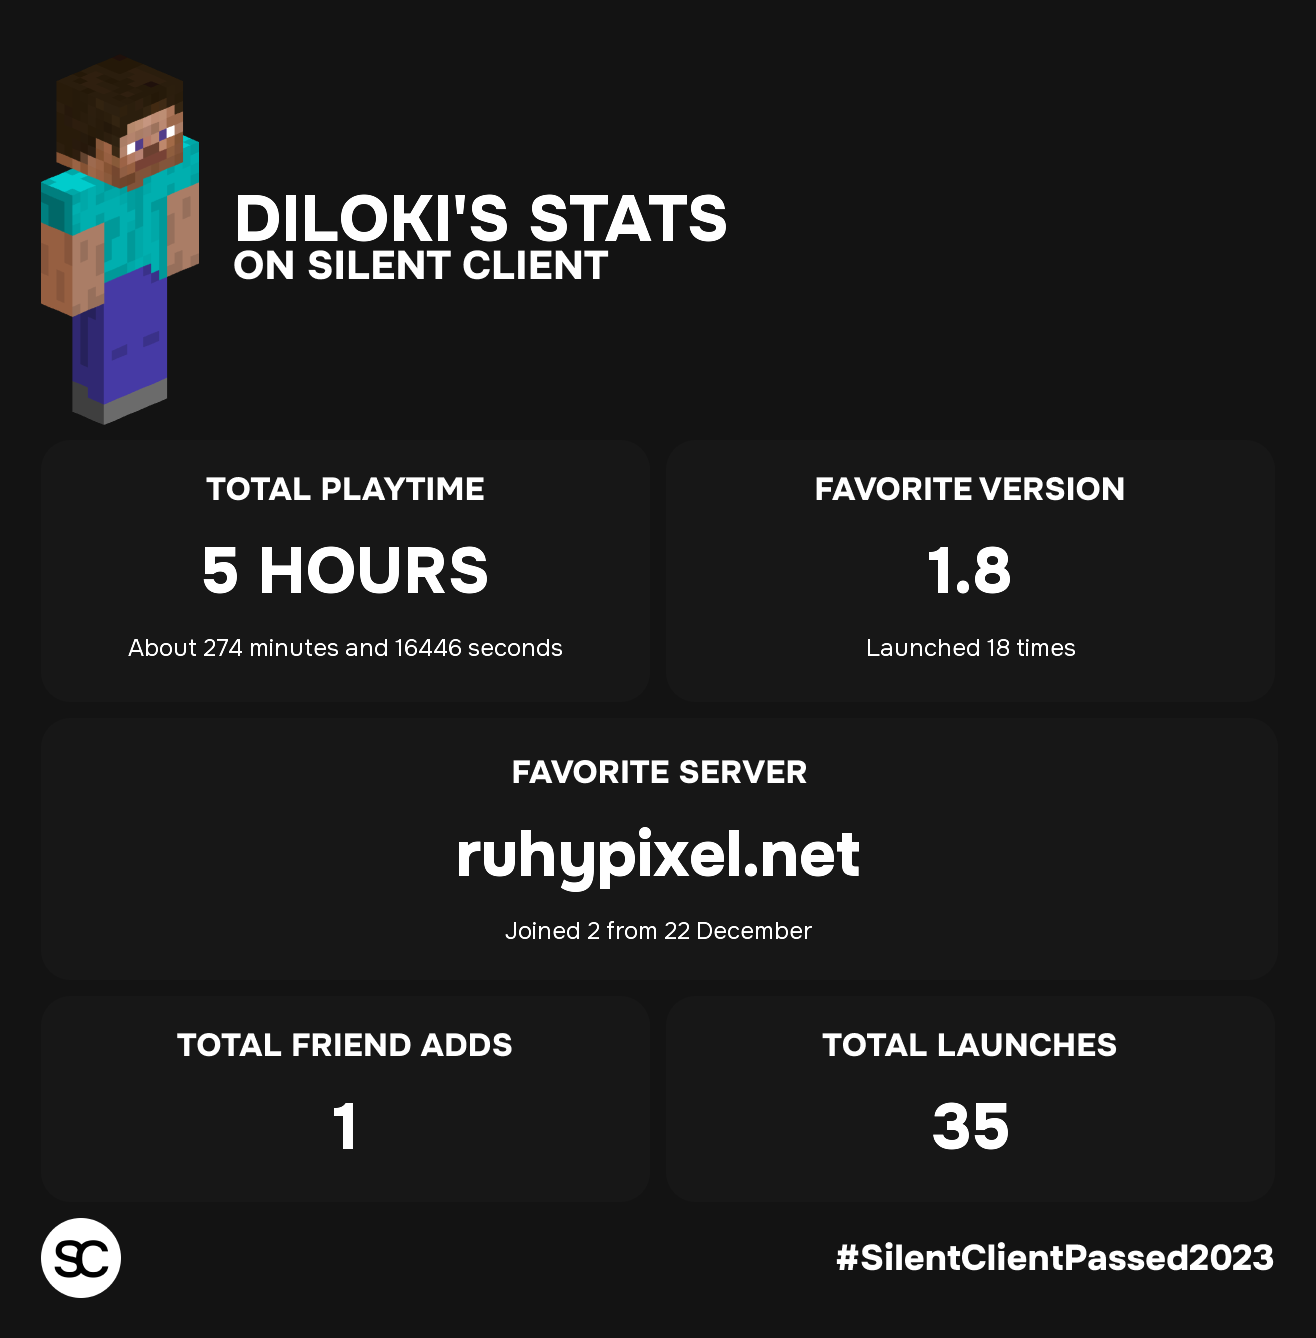 DILOKI'S STATS
ON SILENT CLIENT
TOTAL PLAYTIME
5 HOURS
About 274 minutes and 16446 seconds
FAVORITE VERSION
1.8
Launched 18 times
FAVORITE SERVER
ruhypixel.net
Joined 2 from 22 December
TOTAL FRIEND ADDS
1
TOTAL LAUNCHES
35
SC
#SilentClientPassed2023